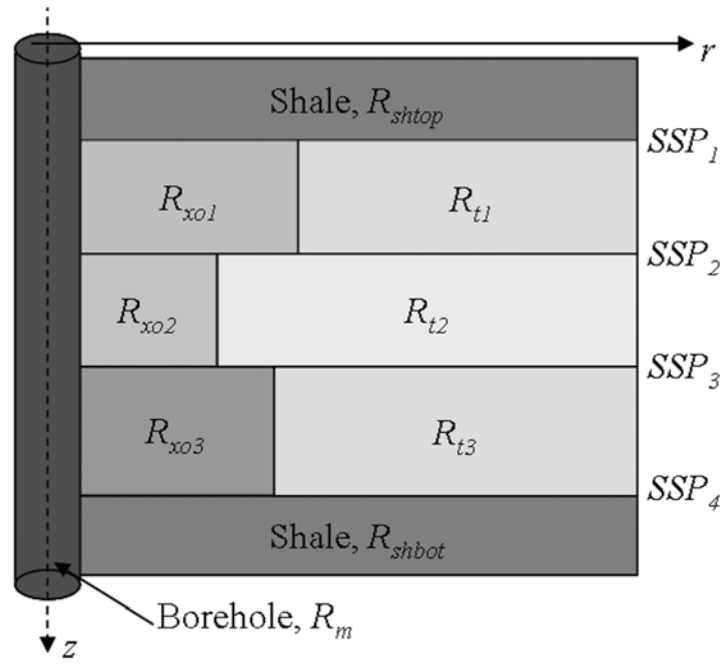 r
Shale, R_shtop
SSP_1
R_xo1 R_t1
SSP_2
R_xo2 R_t2
SSP_3
R_xo3 R_t3
SSP_4
Shale, R_shbot
Borehole, R_m
z